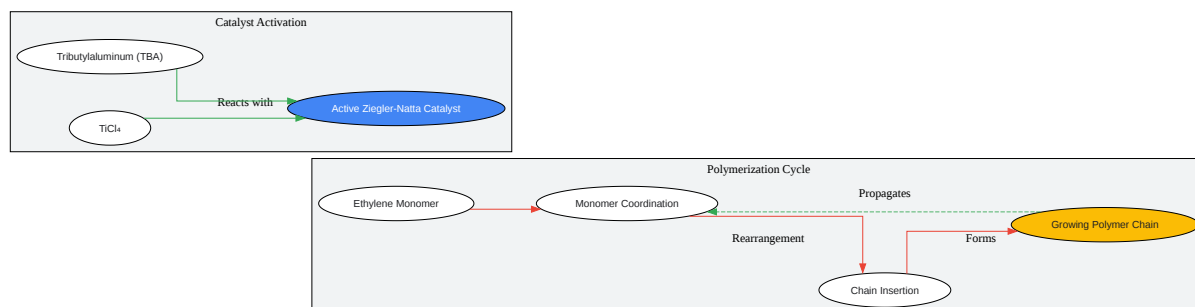 Catalyst Activation
Tributylaluminum (TBA)
Reacts with
Active Ziegler-Natta Catalyst
TiCl₄
Polymerization Cycle
Ethylene Monomer
Monomer Coordination
Propagates
Growing Polymer Chain
Rearrangement
Forms
Chain Insertion